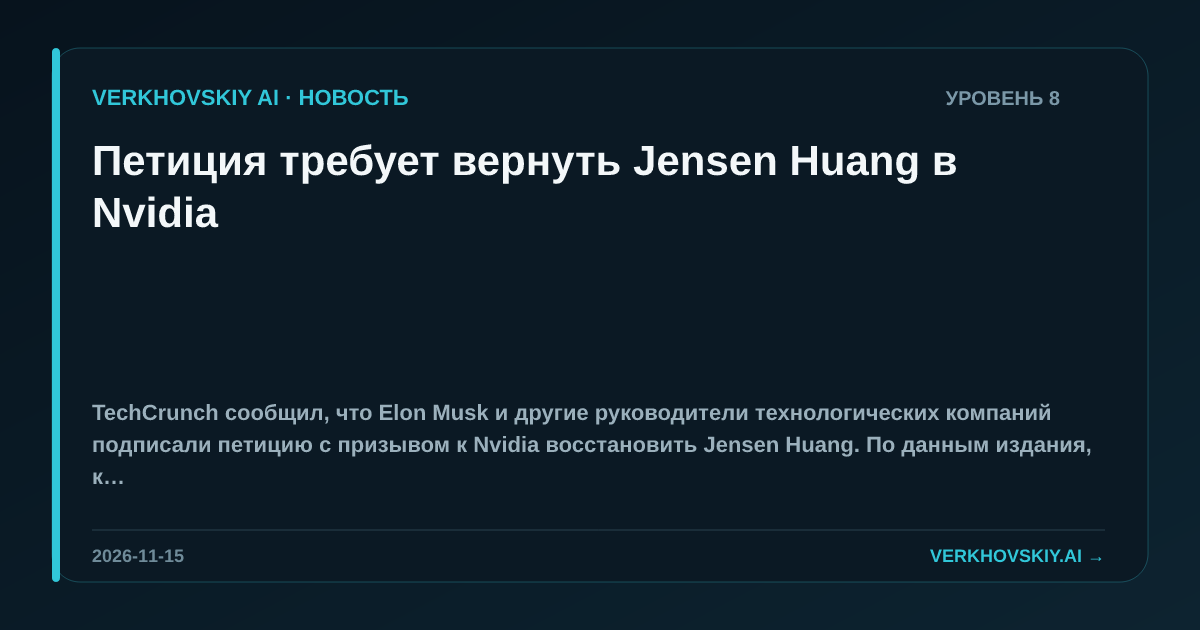 VERKHOVSKIY AI · НОВОСТЬ
УРОВЕНЬ 8
Петиция требует вернуть Jensen Huang в
Nvidia
TechCrunch сообщил, что Elon Musk и другие руководители технологических компаний
подписали петицию с призывом к Nvidia восстановить Jensen Huang. По данным издания,
к…
2026-11-15
VERKHOVSKIY.AI →